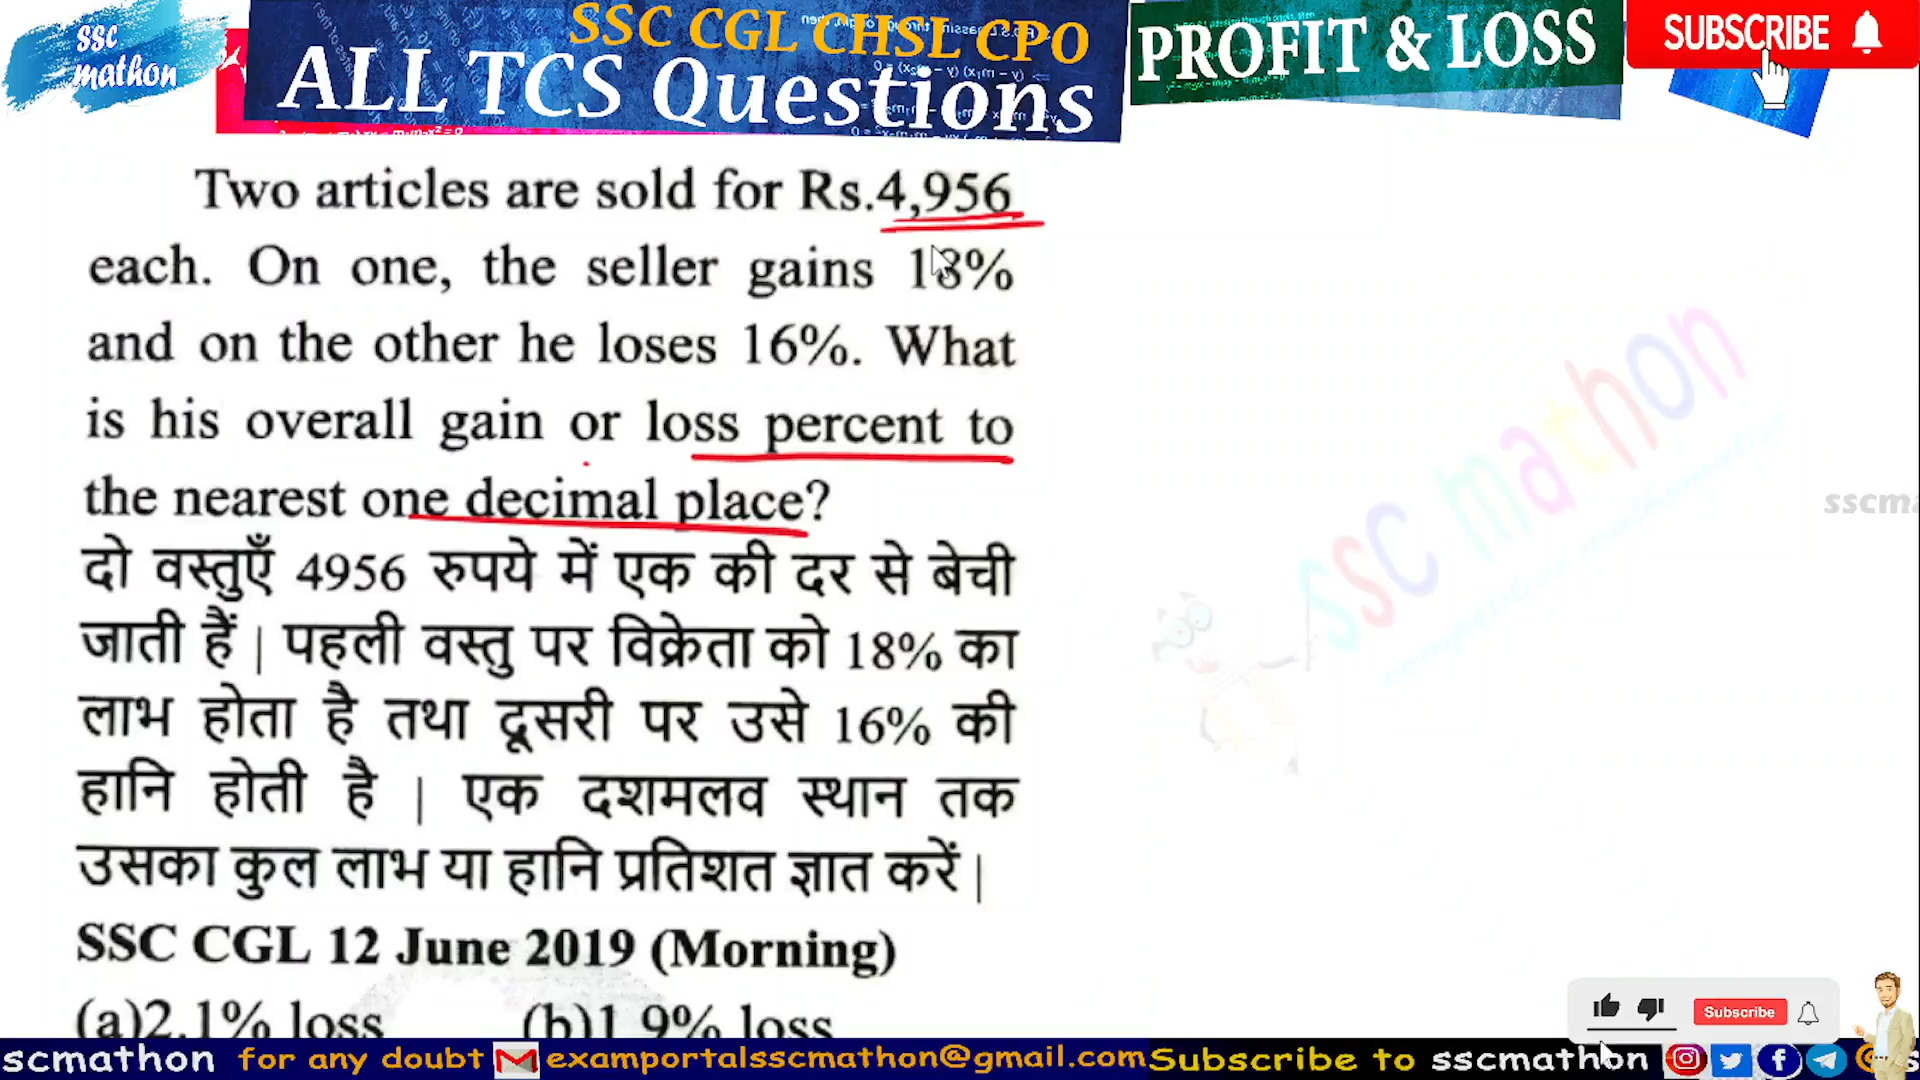 SSC
mathon
SSC CGL CHSL CPO
ALL TCS Questions
PROFIT & LOSS
SUBSCRIBE
Two articles are sold for Rs.4,956
each. On one, the seller gains 18%
and on the other he loses 16%. What
is his overall gain or loss percent to
the nearest one decimal place?
दो वस्तुएँ 4956 रुपये में एक की दर से बेची
जाती हैं | पहली वस्तु पर विक्रेता को 18% का
लाभ होता है तथा दूसरी पर उसे 16% की
हानि होती है | एक दशमलव स्थान तक
उसका कुल लाभ या हानि प्रतिशत ज्ञात करें |
SSC CGL 12 June 2019 (Morning)
(a)2.1% loss (b)1.9% loss
ssc mathon
sscm
Subscribe
scmathon for any doubt examportalsscmathon@gmail.com Subscribe to sscmathon